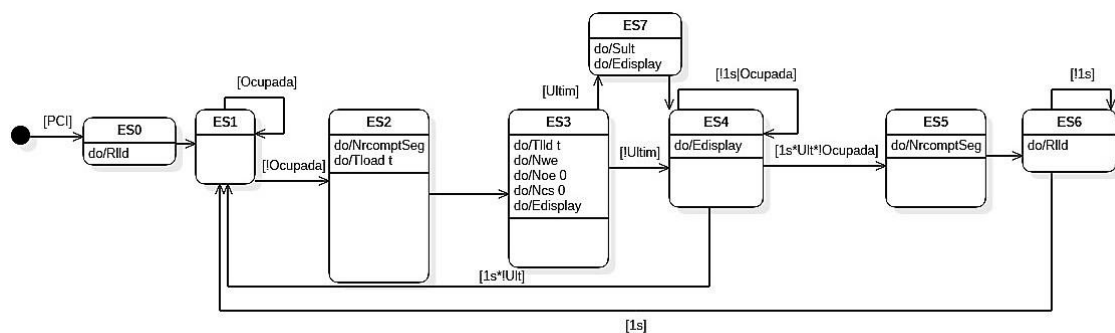 ES7
do/Sult
do/Edisplay
[Ocupada]
[!1s|Ocupada]
[!1s]
[Ultim]
[PCI]
ES0
do/Rlld
ES1
ES2
do/NrcomptSeg
do/Tload t
ES3
do/Tlld t
do/Nwe
do/Noe 0
do/Ncs 0
do/Edisplay
ES4
do/Edisplay
ES5
do/NrcomptSeg
ES6
do/Rlld
[!Ocupada]
[!Ultim]
[1s*Ult*!Ocupada]
[1s*!Ult]
[1s]